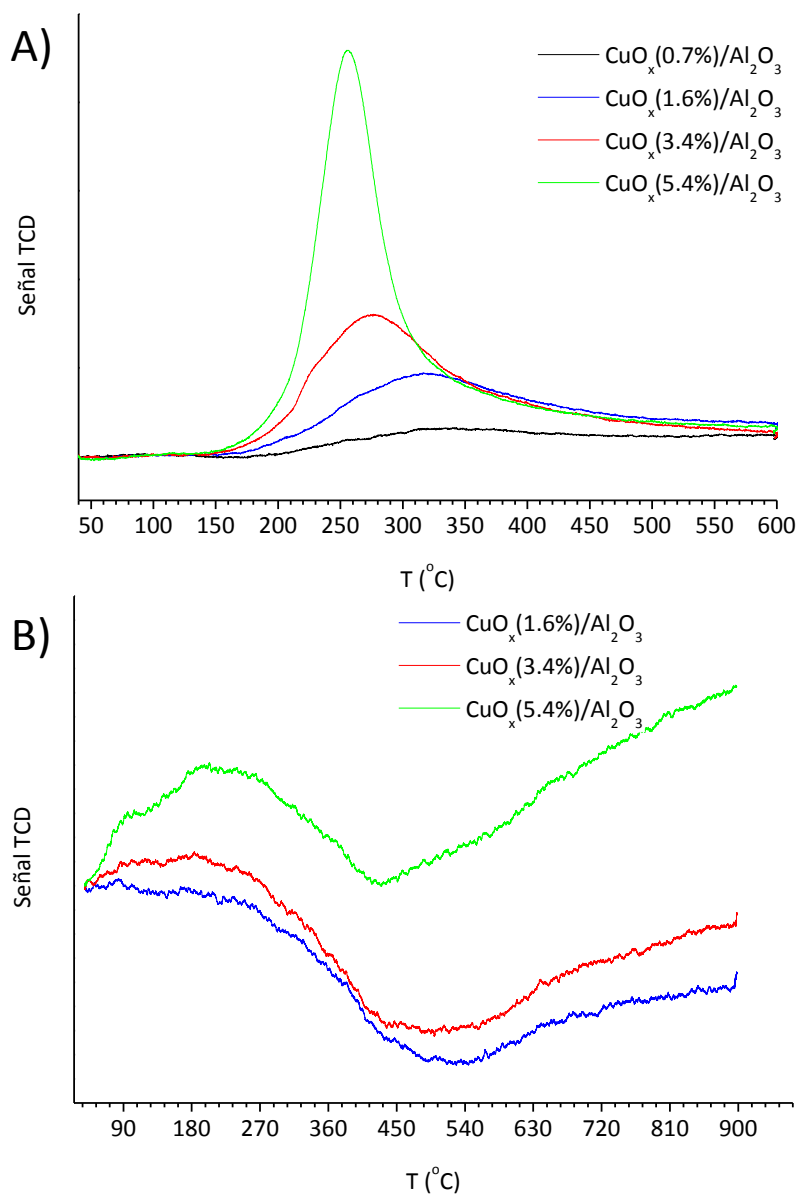 A)
CuOₓ(0.7%)/Al₂O₃
CuOₓ(1.6%)/Al₂O₃
CuOₓ(3.4%)/Al₂O₃
CuOₓ(5.4%)/Al₂O₃
Señal TCD
50 100 150 200 250 300 350 400 450 500 550 600
T (°C)
B)
CuOₓ(1.6%)/Al₂O₃
CuOₓ(3.4%)/Al₂O₃
CuOₓ(5.4%)/Al₂O₃
Señal TCD
90 180 270 360 450 540 630 720 810 900
T (°C)